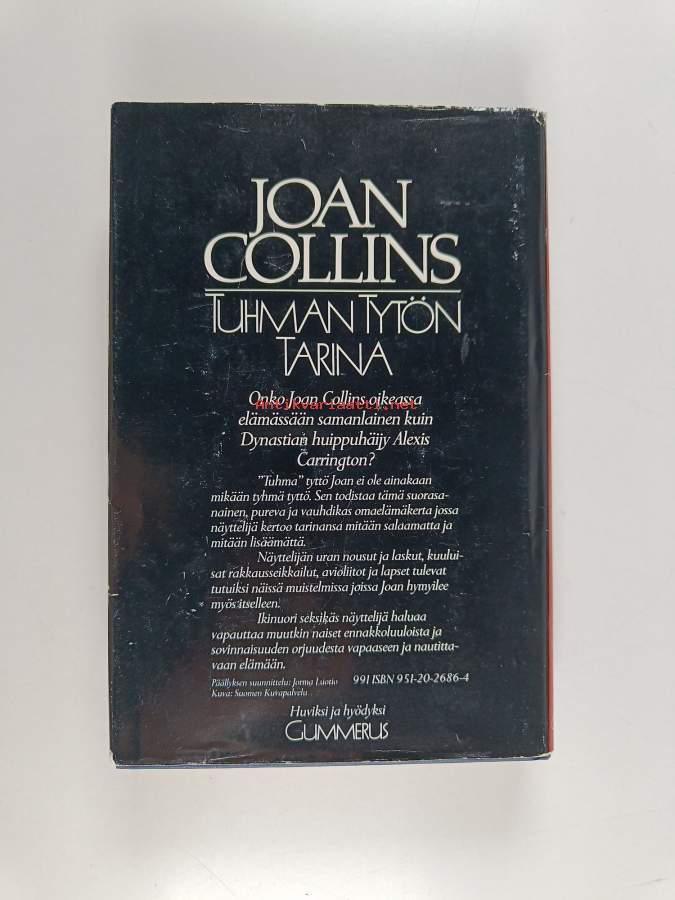 JOAN
COLLINS
TUHMAN TYTÖN
TARINA
Onko Joan Collins oikeassa
Antikvariaatti.net
elämässään samanlainen kuin
Dynastian huippuhäijy Alexis
Carrington?
"Tuhma" tyttö Joan ei ole ainakaan
mikään tyhmä tyttö. Sen todistaa tämä suorasa-
nainen, pureva ja vauhdikas omaelämäkerta jossa
näyttelijä kertoo tarinansa mitään salaamatta ja
mitään lisäämättä.
Näyttelijän uran nousut ja laskut, kuului-
sat rakkausseikkailut, avioliitot ja lapset tulevat
tutuiksi näissä muistelmissa joissa Joan hymyilee
myös itselleen.
Ikinuori seksikäs näyttelijä haluaa
vapauttaa muutkin naiset ennakkoluuloista ja
sovinnaisuuden orjuudesta vapaaseen ja nautitta-
vaan elämään.
Päällyksen suunnittelu: Jorma Luotio
Kuva: Suomen Kuvapalvelu
991 ISBN 951-20-2686-4
Huviksi ja hyödyksi
GUMMERUS